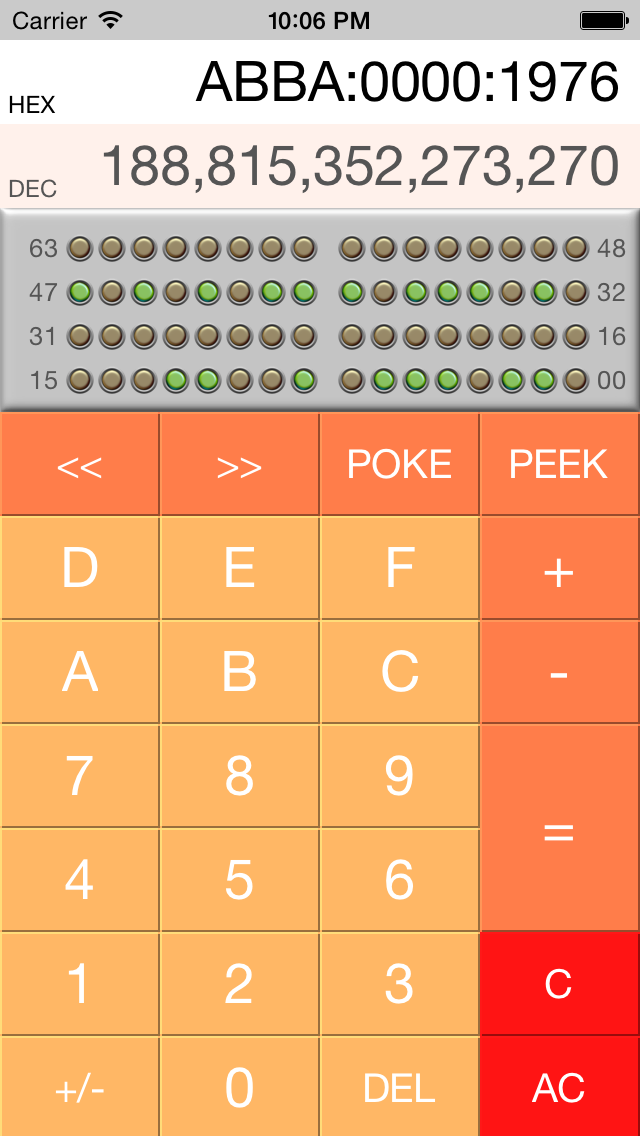 Carrier 10:06 PM
HEX ABBA:0000:1976
DEC 188,815,352,273,270
63 48
47 32
31 16
15 00
<< >> POKE PEEK
D E F +
A B C -
7 8 9
=
4 5 6
1 2 3 C
+/- 0 DEL AC